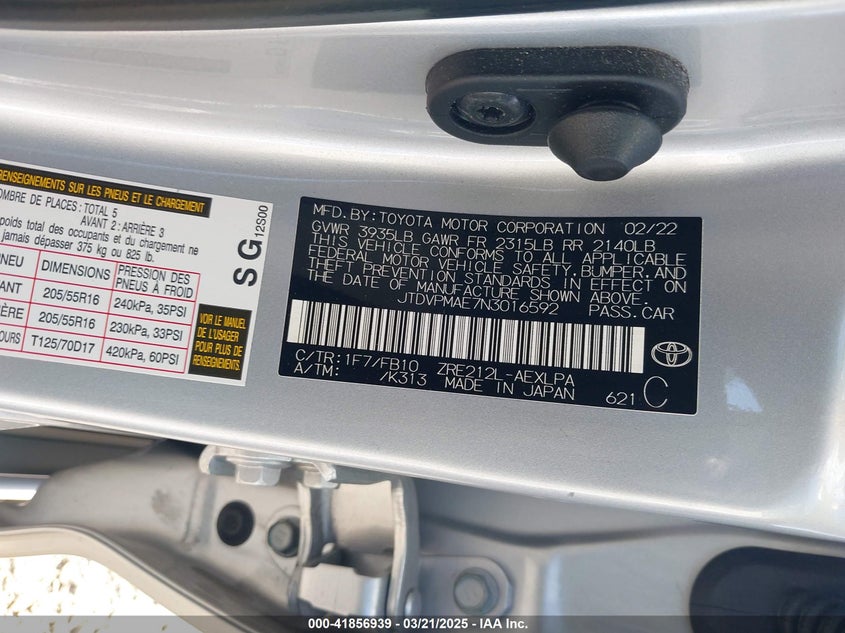 RENSEIGNEMENTS SUR LES PNEUS ET LE CHARGEMENT
OMBRE DE PLACES : TOTAL 5
AVANT 2 : ARRIÈRE 3
poids total des occupants et du chargement ne
jamais dépasser 375 kg ou 825 lb.
NEU DIMENSIONS PRESSION DES PNEUS À FROID
ANT 205/55R16 240kPa, 35PSI
IÈRE 205/55R16 230kPa, 33PSI
OURS T125/70D17 420kPa, 60PSI
SG
12S00
VOIR LE MANUEL
DE L'USAGER
POUR PLUS DE
RENSEIGNEMENTS
MFD.BY: TOYOTA MOTOR CORPORATION 02/22
GVWR 3935LB GAWR FR 2315LB RR 2140LB
THIS VEHICLE CONFORMS TO ALL APPLICABLE
FEDERAL MOTOR VEHICLE SAFETY, BUMPER, AND
THEFT PREVENTION STANDARDS IN EFFECT ON
THE DATE OF MANUFACTURE SHOWN ABOVE.
JTDVPMAE7N3016592 PASS.CAR
C/TR: 1F7/FB10 ZRE212L-AEXLPA
A/TM: /K313 MADE IN JAPAN 621 C
000-41856939 / 03/21/2025 - IAA Inc.